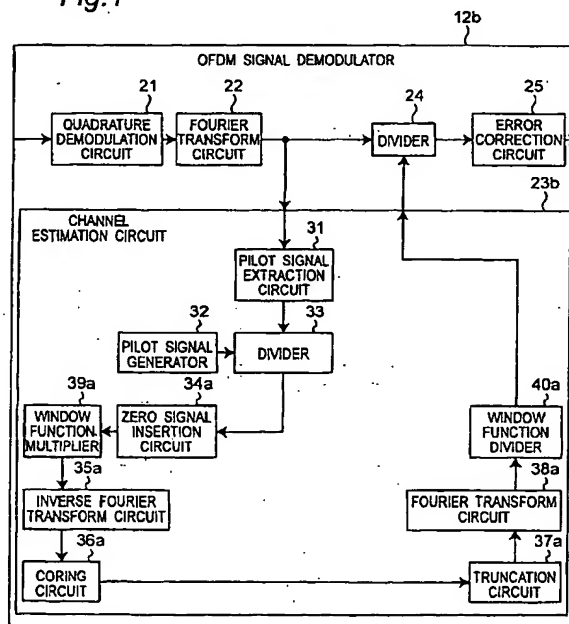 Fig. 1
12b
OFDM SIGNAL DEMODULATOR
21
22
24
25
QUADRATURE
DEMODULATION
CIRCUIT
FOURIER
TRANSFORM
CIRCUIT
DIVIDER
ERROR
CORRECTION
CIRCUIT
23b
CHANNEL
ESTIMATION CIRCUIT
31
PILOT SIGNAL
EXTRACTION
CIRCUIT
32
33
PILOT SIGNAL
GENERATOR
DIVIDER
39a
34a
40a
WINDOW
FUNCTION
MULTIPLIER
ZERO SIGNAL
INSERTION
CIRCUIT
WINDOW
FUNCTION
DIVIDER
35a
38a
INVERSE FOURIER
TRANSFORM CIRCUIT
FOURIER TRANSFORM
CIRCUIT
36a
37a
CORING
CIRCUIT
TRUNCATION
CIRCUIT